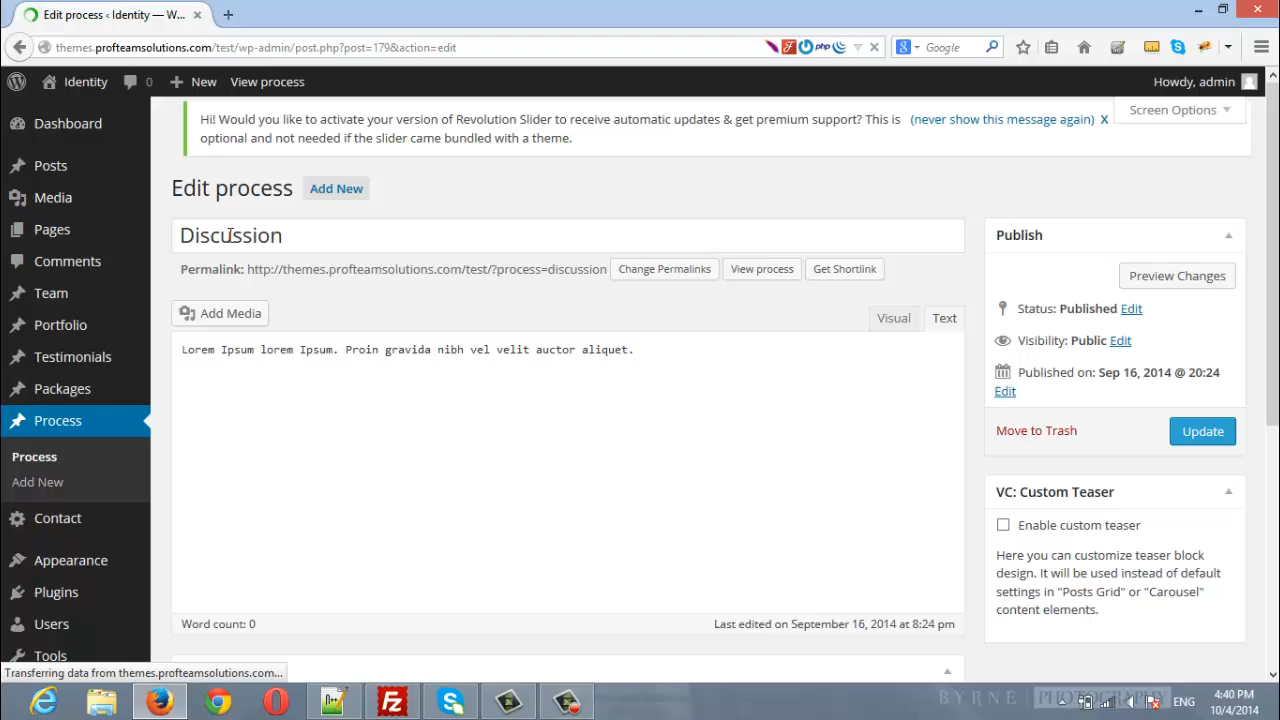 Edit process ‹ Identity — W...
themes.profteamsolutions.com/test/wp-admin/post.php?post=179&action=edit
php
Google
Identity
0
New
View process
Howdy, admin
Dashboard
Posts
Media
Pages
Comments
Team
Portfolio
Testimonials
Packages
Process
Process
Add New
Contact
Appearance
Plugins
Users
Tools
Hi! Would you like to activate your version of Revolution Slider to receive automatic updates & get premium support? This is
optional and not needed if the slider came bundled with a theme.
(never show this message again) X
Screen Options
Edit process
Add New
Discussion
Permalink: http://themes.profteamsolutions.com/test/?process=discussion
Change Permalinks
View process
Get Shortlink
Add Media
Visual
Text
Lorem Ipsum lorem Ipsum. Proin gravida nibh vel velit auctor aliquet.
Word count: 0
Last edited on September 16, 2014 at 8:24 pm
Publish
Preview Changes
Status: Published Edit
Visibility: Public Edit
Published on: Sep 16, 2014 @ 20:24
Edit
Move to Trash
Update
VC: Custom Teaser
Enable custom teaser
Here you can customize teaser block
design. It will be used instead of default
settings in "Posts Grid" or "Carousel"
content elements.
Transferring data from themes.profteamsolutions.com...
BYRNE PHOTOGRAPHY
ENG
4:40 PM
10/4/2014